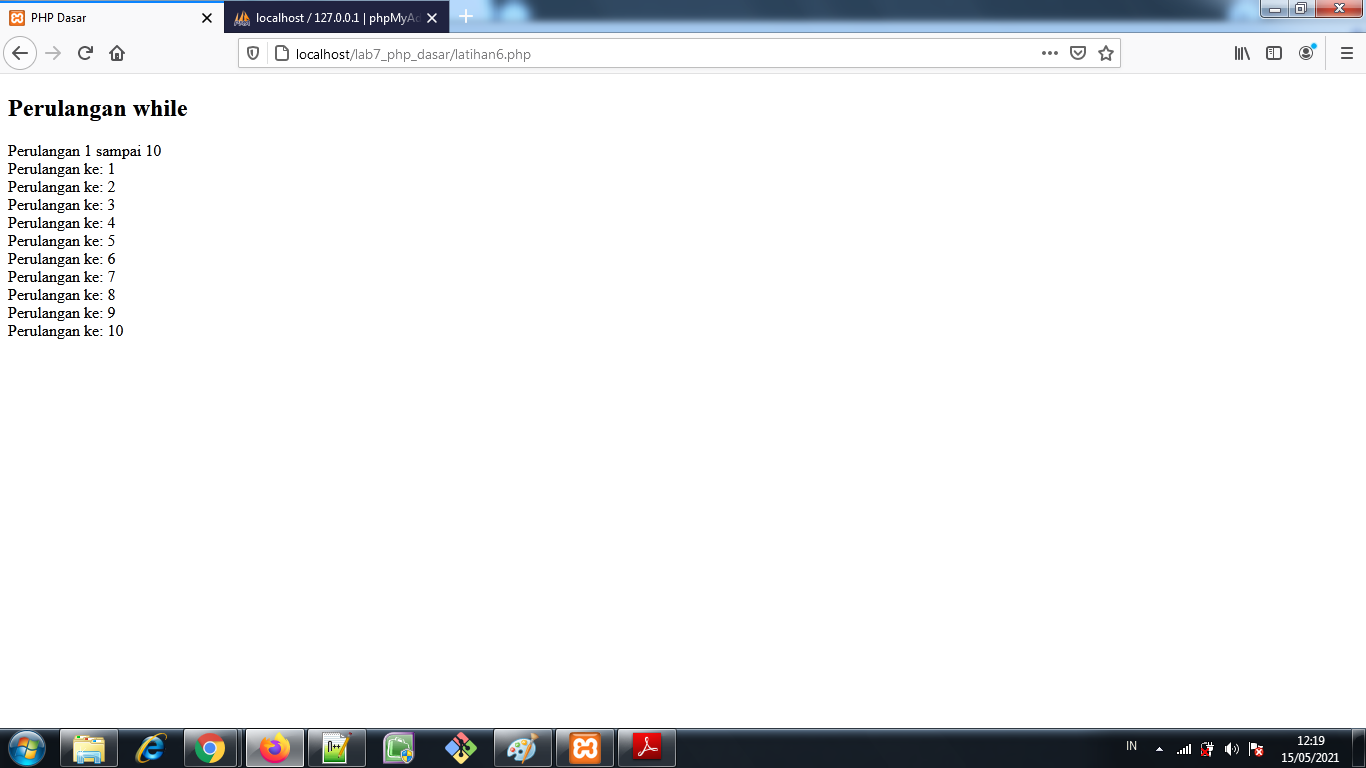 PHP Dasar
localhost / 127.0.0.1 | phpMyAd
localhost/lab7_php_dasar/latihan6.php
Perulangan while
Perulangan 1 sampai 10
Perulangan ke: 1
Perulangan ke: 2
Perulangan ke: 3
Perulangan ke: 4
Perulangan ke: 5
Perulangan ke: 6
Perulangan ke: 7
Perulangan ke: 8
Perulangan ke: 9
Perulangan ke: 10
IN
12:19
15/05/2021